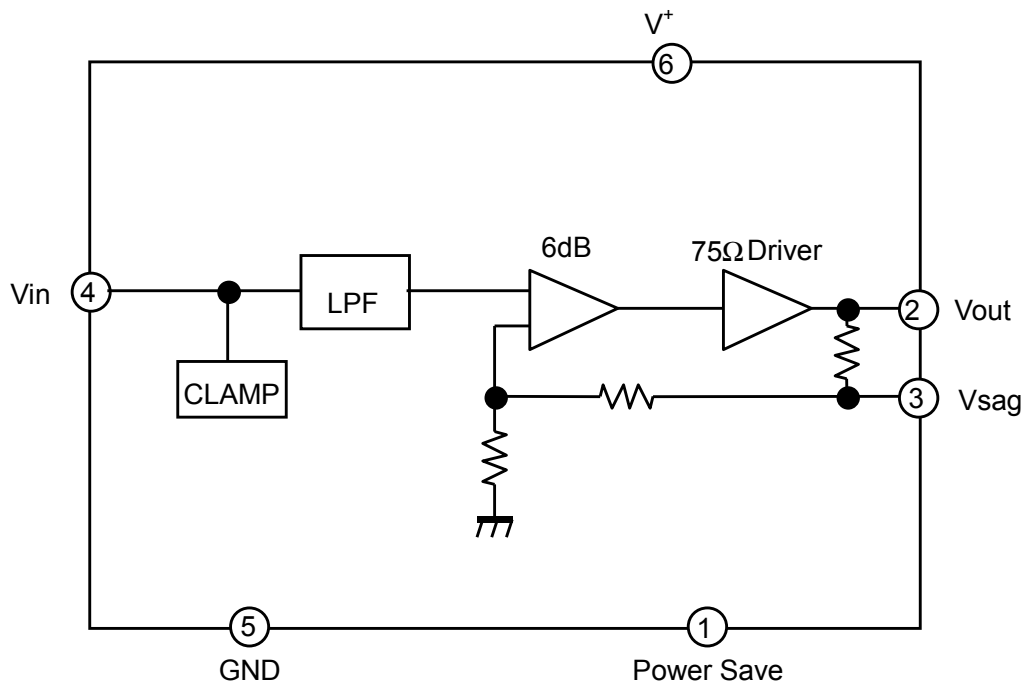 V+
6
6dB
75Ω Driver
Vin
4
LPF
2
Vout
CLAMP
3
Vsag
5
1
GND
Power Save